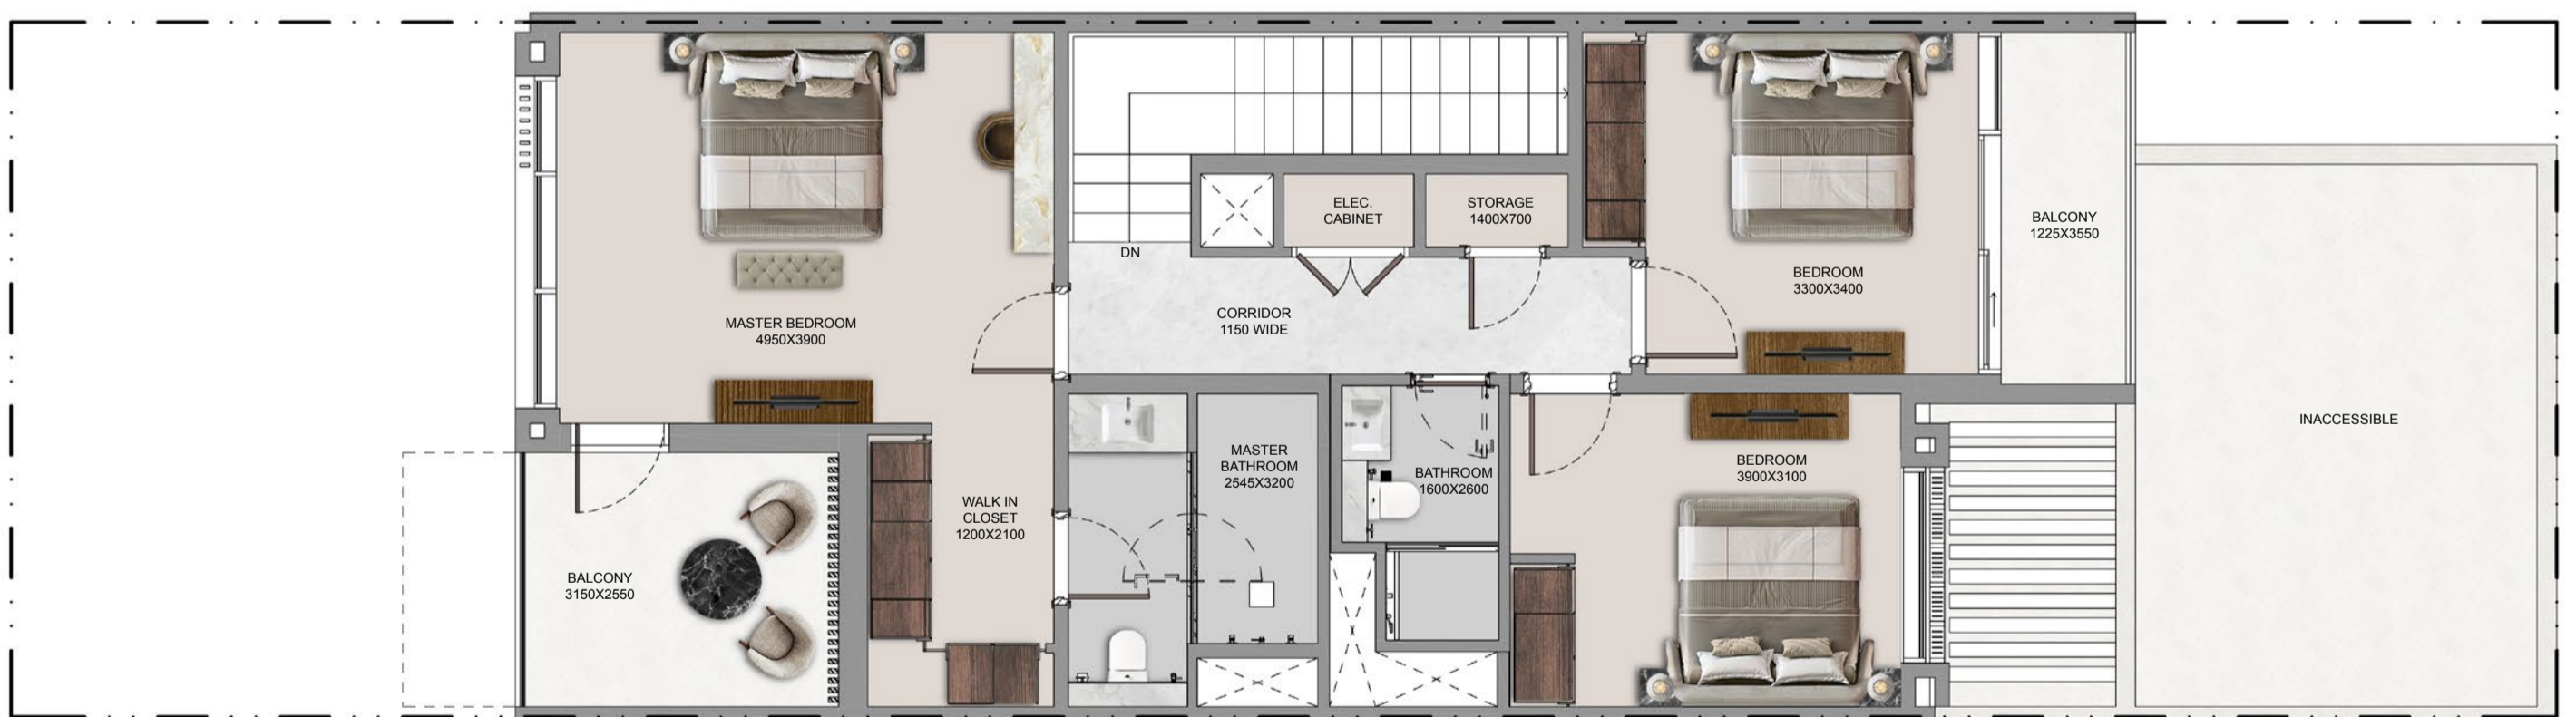 MASTER BEDROOM
4950X3900
BALCONY
3150X2550
WALK IN
CLOSET
1200X2100
DN
CORRIDOR
1150 WIDE
ELEC.
CABINET
STORAGE
1400X700
MASTER
BATHROOM
2545X3200
BATHROOM
1600X2600
BEDROOM
3300X3400
BALCONY
1225X3550
BEDROOM
3900X3100
INACCESSIBLE